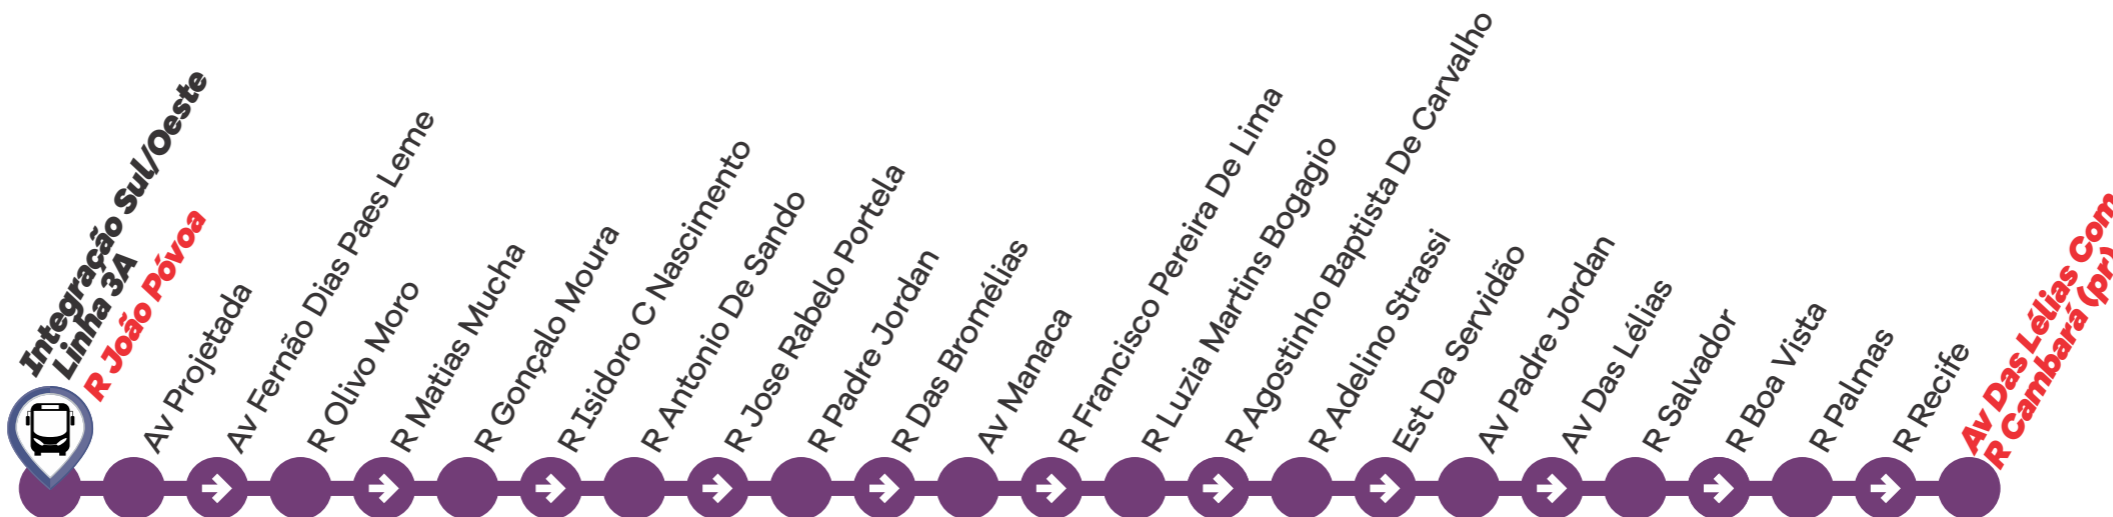 Integração Sul/Oeste
Linha 3A
R João Póvoa
Av Projetada
Av Fernão Dias Paes Leme
R Olivo Moro
R Matias Mucha
R Gonçalo Moura
R Isidoro C Nascimento
R Antonio De Sando
R Jose Rabelo Portela
R Padre Jordan
R Das Bromélias
Av Manaca
R Francisco Pereira De Lima
R Luzia Martins Bogagio
R Agostinho Baptista De Carvalho
R Adelino Strassi
Est Da Servidão
Av Padre Jordan
Av Das Lélias
R Salvador
R Boa Vista
R Palmas
R Recife
Av Das Lélias Com
R Cambará (pr)